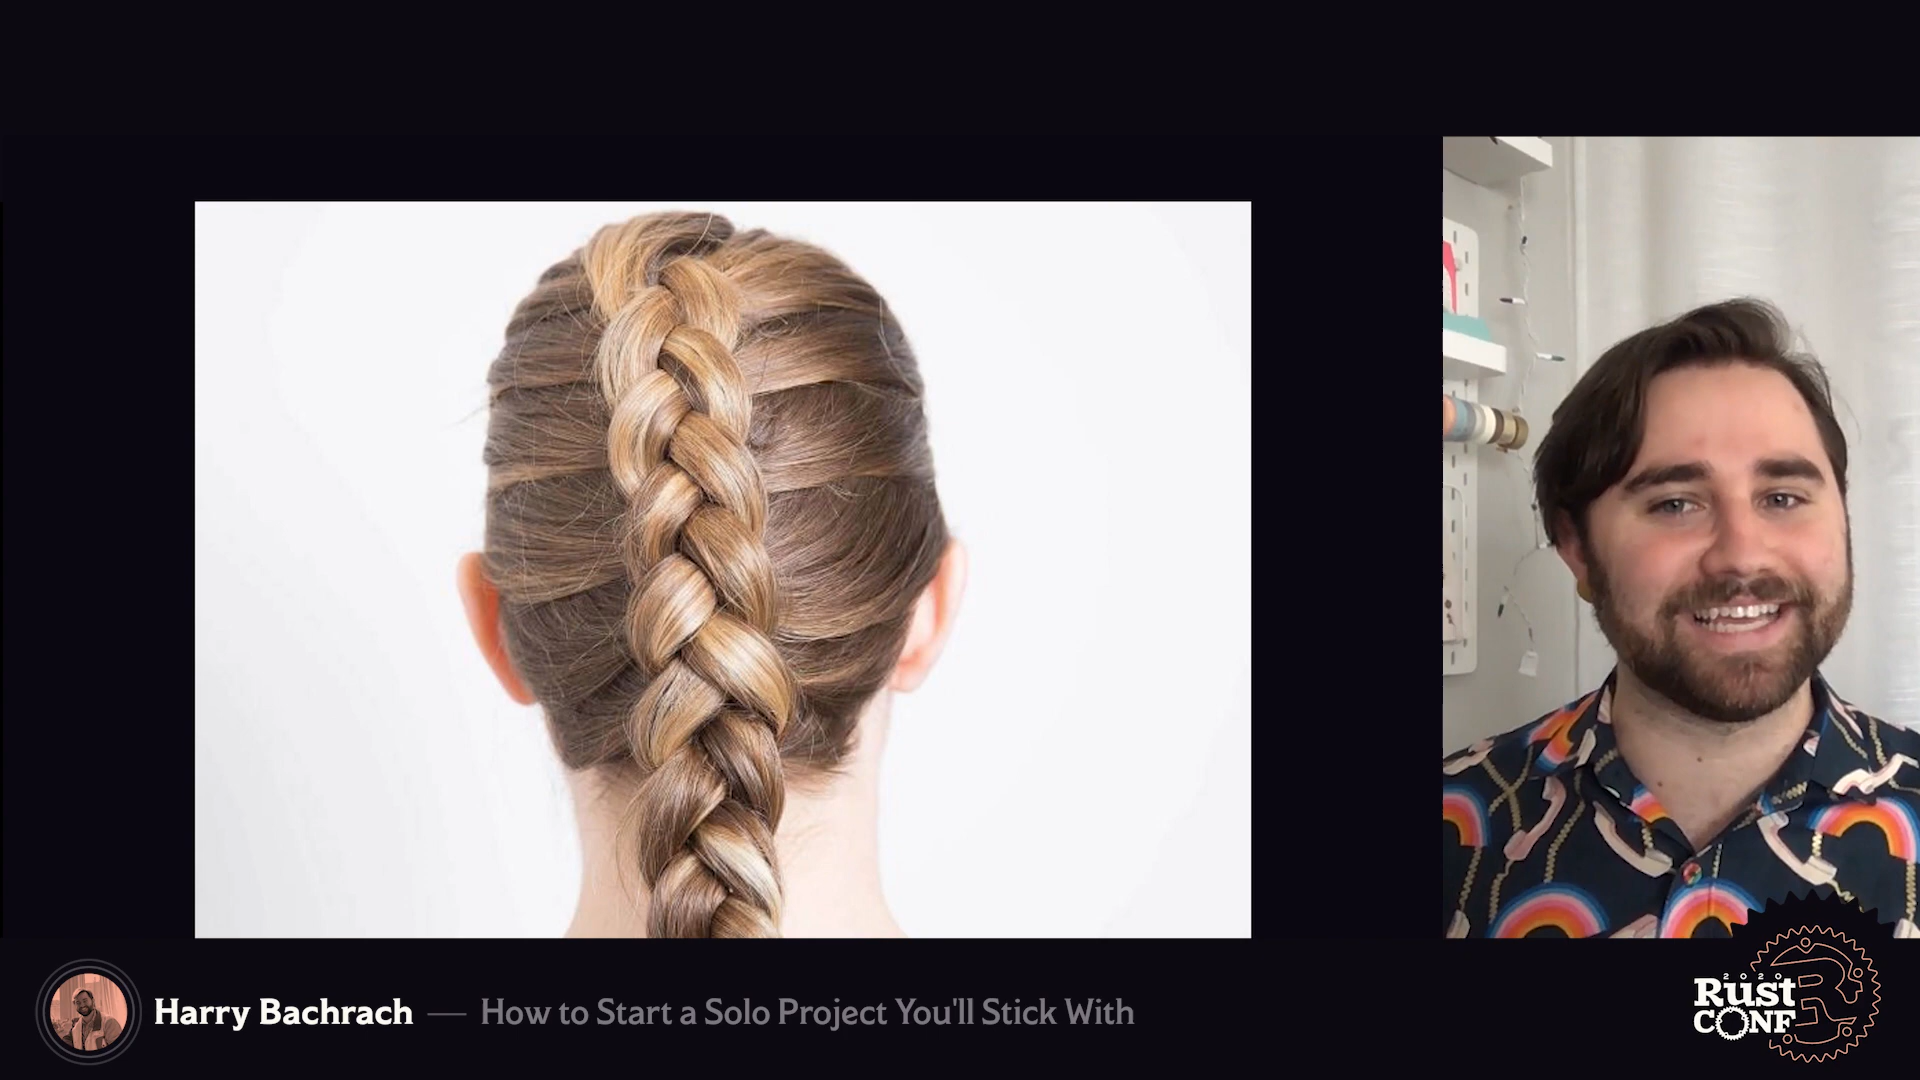 Harry Bachrach — How to Start a Solo Project You'll Stick With
2020
Rust
CONF